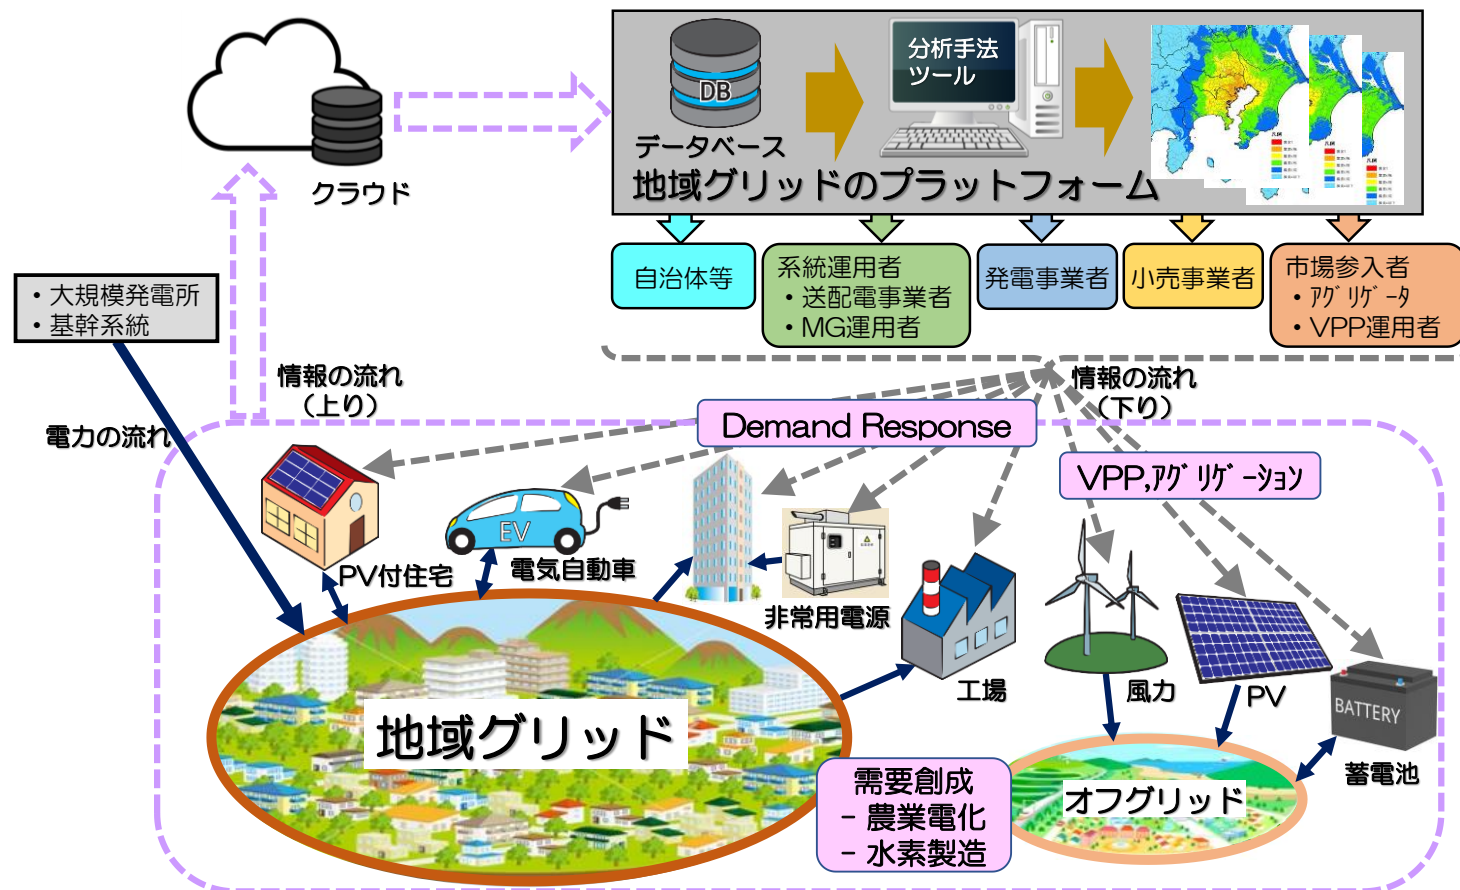 分析手法
ツール
DB
データベース
地域グリッドのプラットフォーム
クラウド
凡例
凡例
凡例
自治体等
系統運用者
・送配電事業者
・MG運用者
発電事業者
小売事業者
市場参入者
・ｱｸﾞﾘｹﾞｰﾀ
・VPP運用者
・大規模発電所
・基幹系統
情報の流れ
（上り）
情報の流れ
（下り）
電力の流れ
Demand Response
VPP,ｱｸﾞﾘｹﾞｰｼｮﾝ
EV
PV付住宅
電気自動車
非常用電源
工場
風力
PV
BATTERY
蓄電池
地域グリッド
需要創成
- 農業電化
- 水素製造
オフグリッド